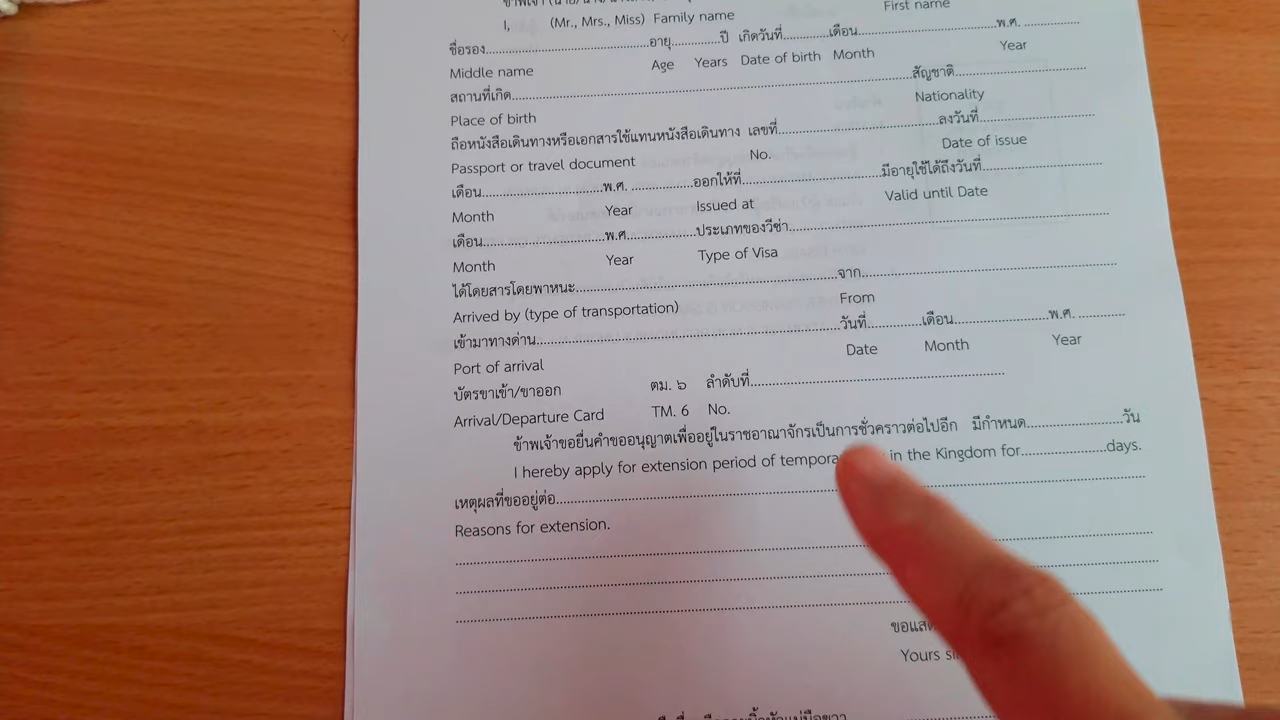 I, (Mr., Mrs., Miss) Family name First name
ชื่อรอง..............................อายุ............ปี เกิดวันที่............เดือน..............................พ.ศ. ..............
Middle name Age Years Date of birth Month Year
สถานที่เกิด..............................สัญชาติ..............................
Place of birth Nationality
ถือหนังสือเดินทางหรือเอกสารใช้แทนหนังสือเดินทาง เลขที่..............................ลงวันที่..............................
Passport or travel document No. Date of issue
เดือน..............................พ.ศ. ...............ออกให้ที่..............................มีอายุใช้ได้ถึงวันที่..............................
Month Year Issued at Valid until Date
เดือน..............................พ.ศ...............ประเภทของวีซ่า..............................
Month Year Type of Visa
ได้โดยสารโดยพาหนะ..............................จาก..............................
Arrived by (type of transportation) From
เข้ามาทางด่าน..............................วันที่..............เดือน....................พ.ศ. ............
Port of arrival Date Month Year
บัตรขาเข้า/ขาออก ตม. ๖ ลำดับที่..............................
Arrival/Departure Card TM. 6 No.
ข้าพเจ้าขอยื่นคำขออนุญาตเพื่ออยู่ในราชอาณาจักรเป็นการชั่วคราวต่อไปอีก มีกำหนด....................วัน
I hereby apply for extension period of in the Kingdom for....................days.
เหตุผลที่ขออยู่ต่อ..............................
Reasons for extension.
Yours